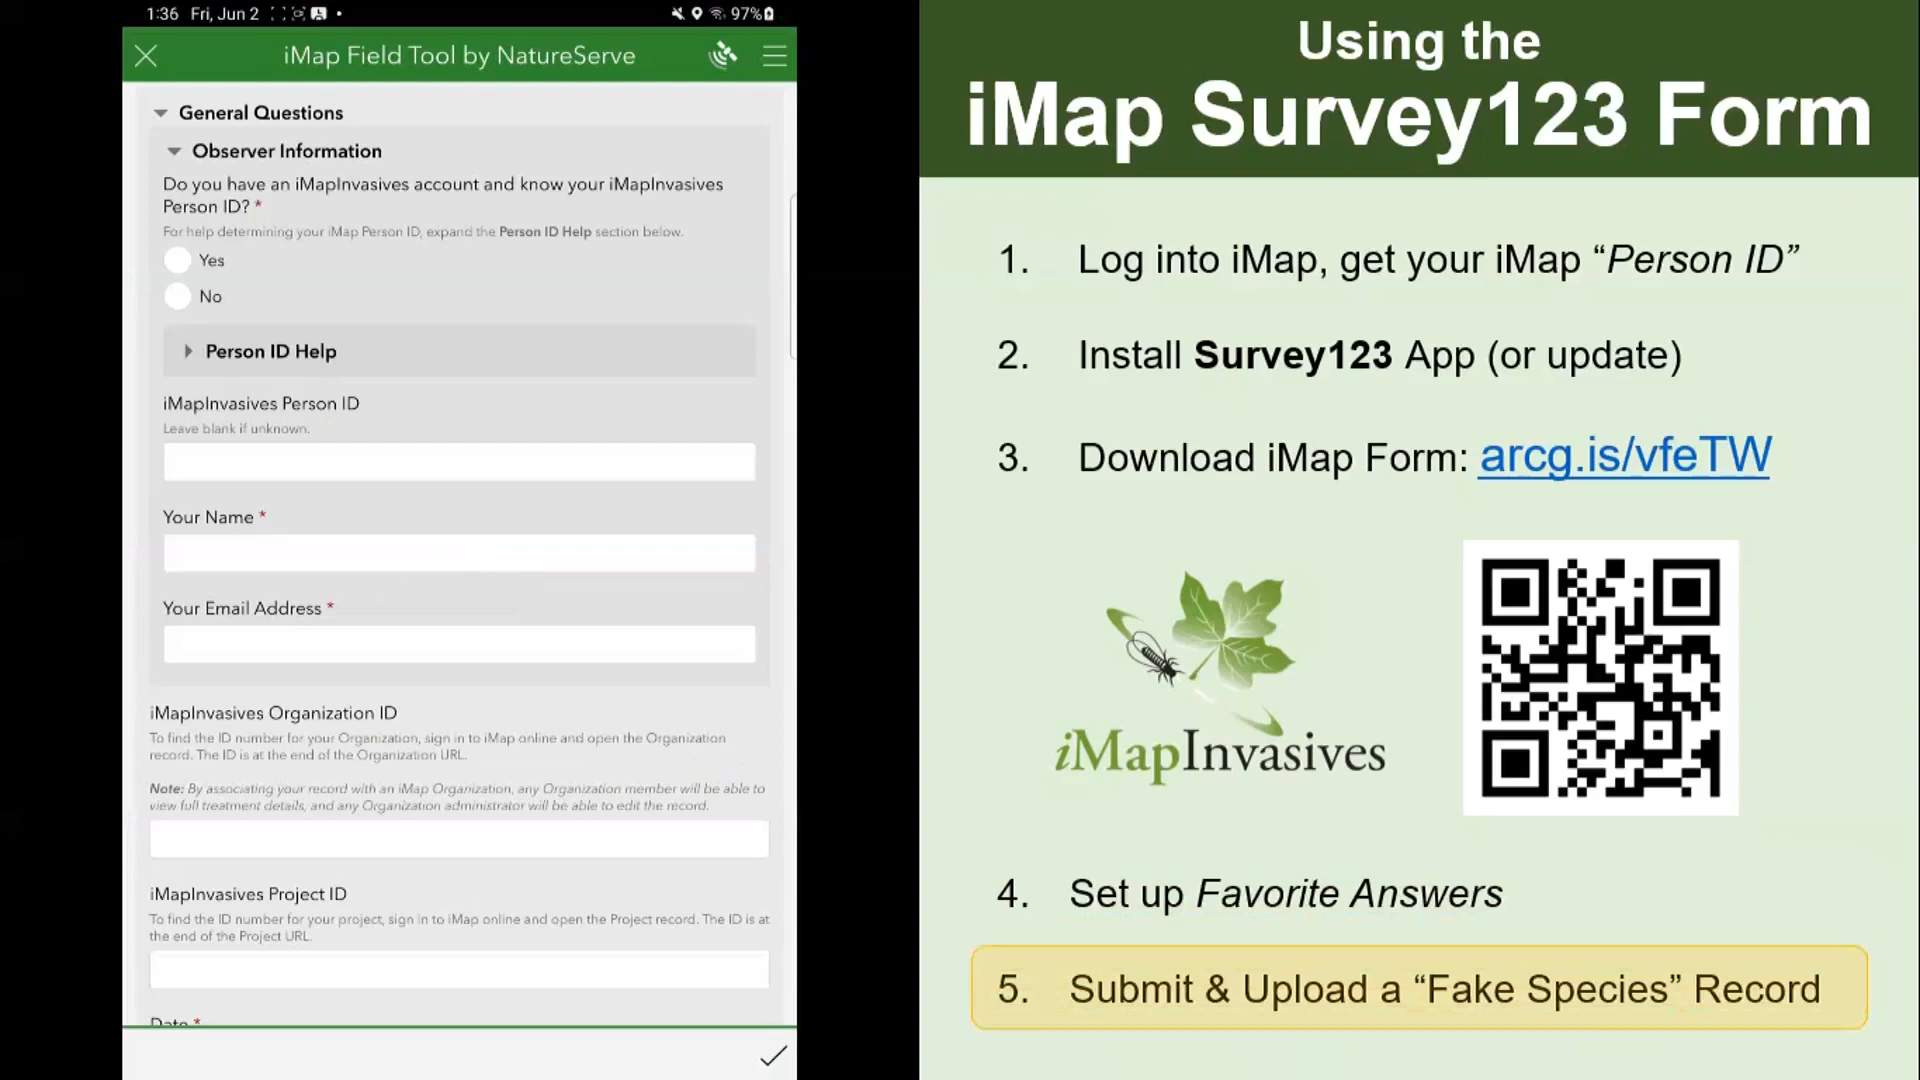 1:36 Fri, Jun 2
97%
iMap Field Tool by NatureServe
General Questions
Observer Information
Do you have an iMapInvasives account and know your iMapInvasives
Person ID? *
For help determining your iMap Person ID, expand the Person ID Help section below.
Yes
No
Person ID Help
iMapInvasives Person ID
Leave blank if unknown.
Your Name *
Your Email Address *
iMapInvasives Organization ID
To find the ID number for your Organization, sign in to iMap online and open the Organization
record. The ID is at the end of the Organization URL.
Note: By associating your record with an iMap Organization, any Organization member will be able to
view full treatment details, and any Organization administrator will be able to edit the record.
iMapInvasives Project ID
To find the ID number for your project, sign in to iMap online and open the Project record. The ID is at
the end of the Project URL.
Date *
Using the
iMap Survey123 Form
1. Log into iMap, get your iMap “Person ID”
2. Install Survey123 App (or update)
3. Download iMap Form: arcg.is/vfeTW
iMapInvasives
4. Set up Favorite Answers
5. Submit & Upload a “Fake Species” Record